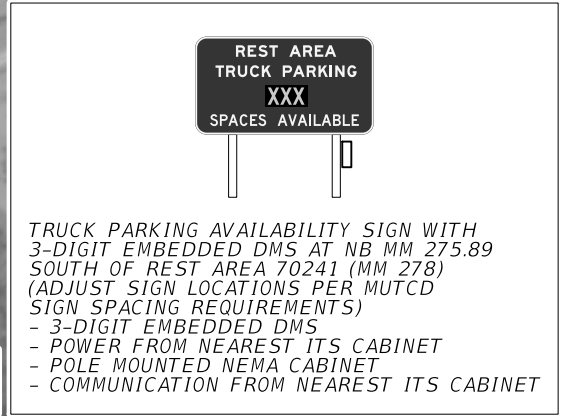 REST AREA
TRUCK PARKING
XXX
SPACES AVAILABLE
TRUCK PARKING AVAILABILITY SIGN WITH
3-DIGIT EMBEDDED DMS AT NB MM 275.89
SOUTH OF REST AREA 70241 (MM 278)
(ADJUST SIGN LOCATIONS PER MUTCD
SIGN SPACING REQUIREMENTS)
- 3-DIGIT EMBEDDED DMS
- POWER FROM NEAREST ITS CABINET
- POLE MOUNTED NEMA CABINET
- COMMUNICATION FROM NEAREST ITS CABINET